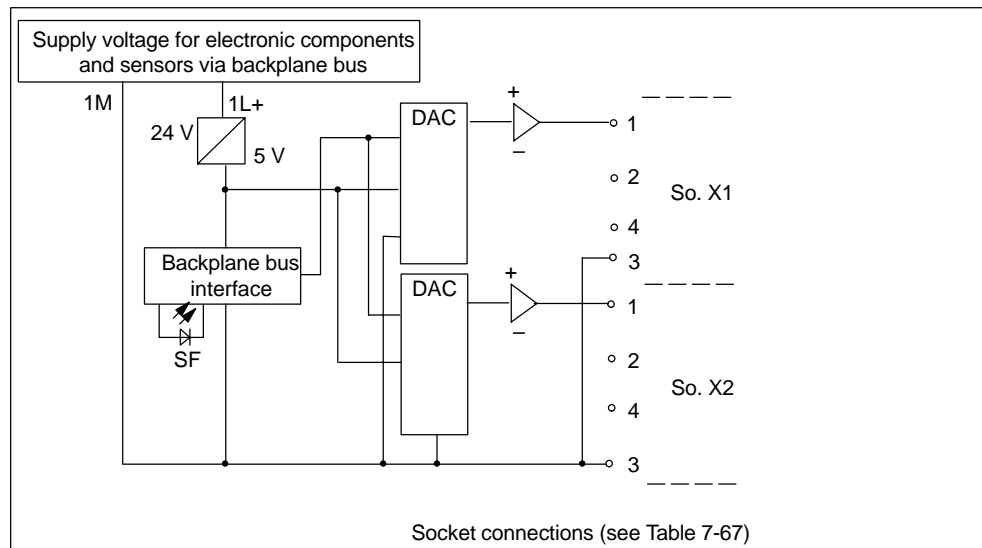 Supply voltage for electronic components
and sensors via backplane bus
1M
1L+
24 V
5 V
DAC
+
–
1
2
4
3
So. X1
Backplane bus
interface
SF
DAC
+
–
1
2
4
3
So. X2
Socket connections (see Table 7-67)